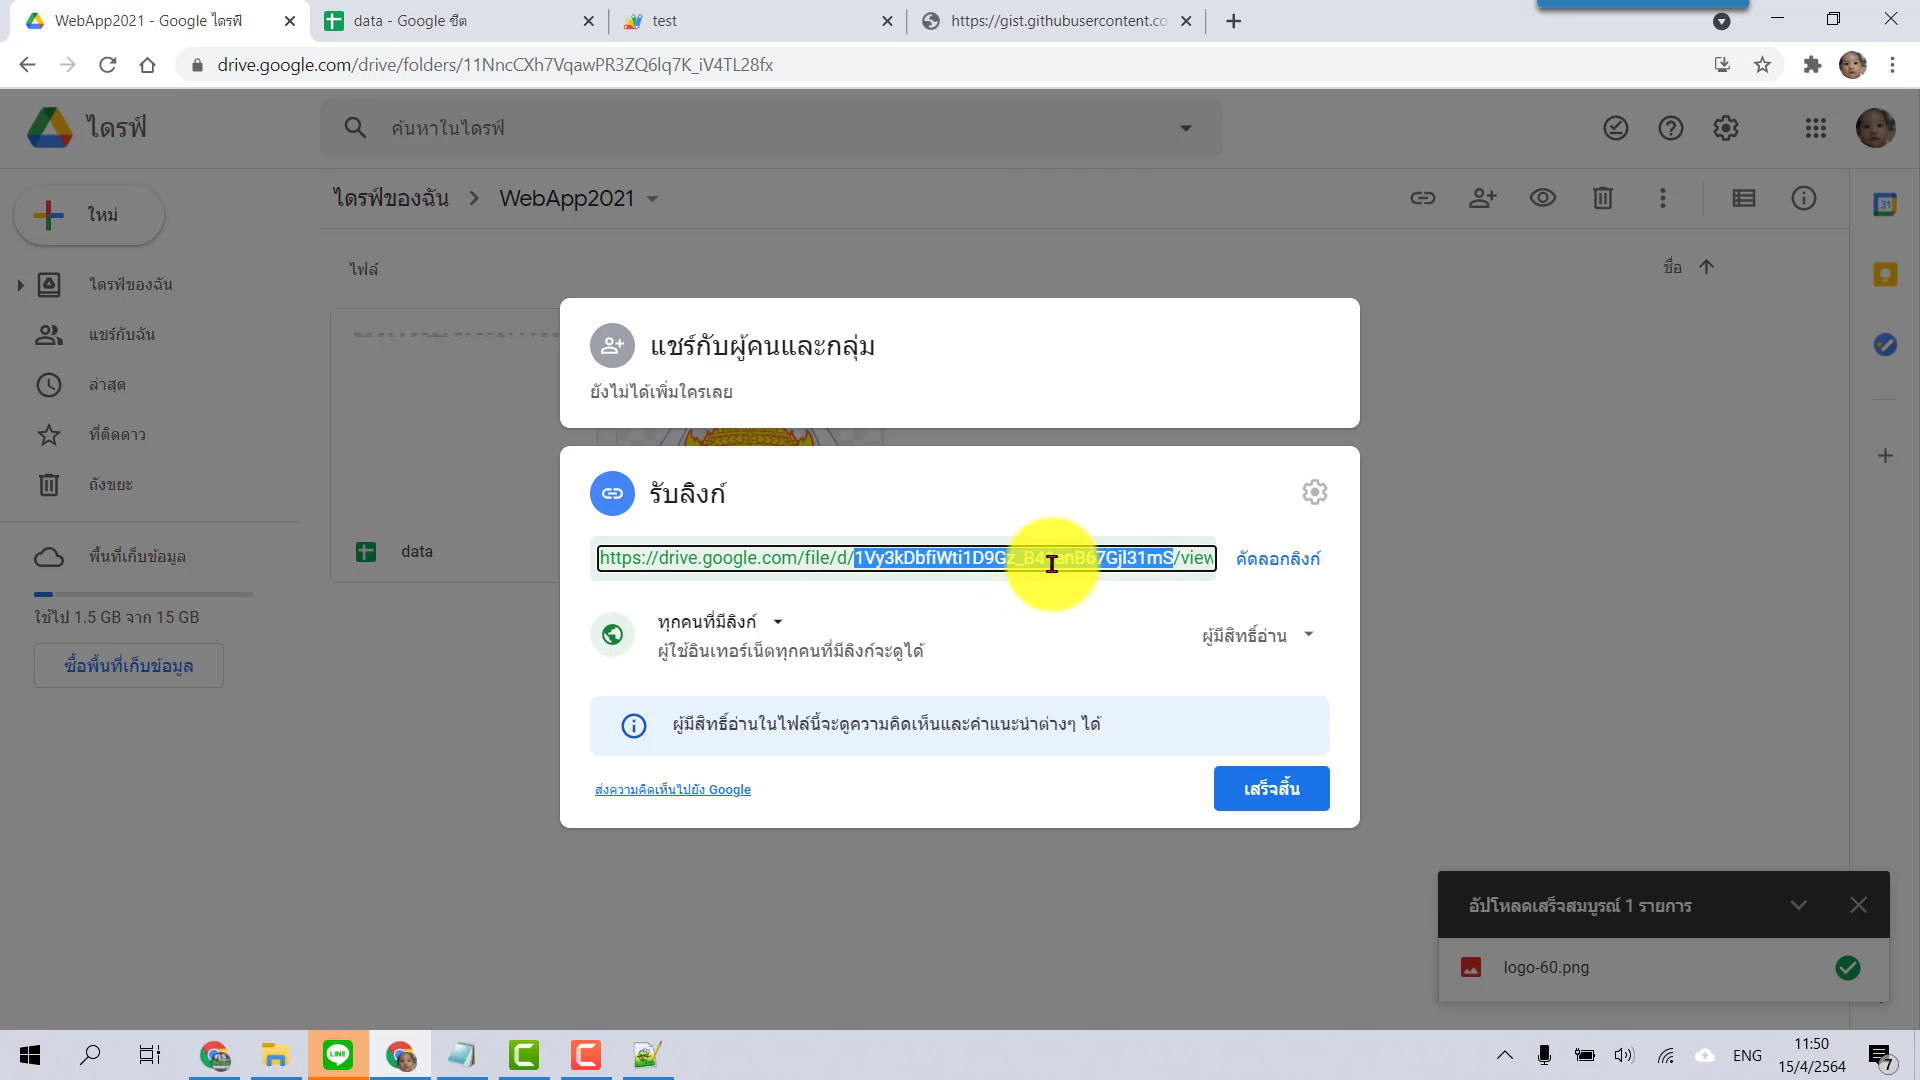 WebApp2021 - Google ไดรฟ์
data - Google ชีต
test
https://gist.githubusercontent.co
drive.google.com/drive/folders/11NncCXh7VqawPR3ZQ6lq7K_iV4TL28fx
ไดรฟ์
ค้นหาในไดรฟ์
ใหม่
ไดรฟ์ของฉัน
WebApp2021
ไฟล์
ชื่อ
ไดรฟ์ของฉัน
แชร์กับฉัน
ล่าสุด
ที่ติดดาว
ถังขยะ
พื้นที่เก็บข้อมูล
ใช้ไป 1.5 GB จาก 15 GB
ซื้อพื้นที่เก็บข้อมูล
data
แชร์กับผู้คนและกลุ่ม
ยังไม่ได้เพิ่มใครเลย
รับลิงก์
https://drive.google.com/file/d/
/view
คัดลอกลิงก์
ทุกคนที่มีลิงก์
ผู้ใช้อินเทอร์เน็ตทุกคนที่มีลิงก์จะดูได้
ผู้มีสิทธิ์อ่าน
ผู้มีสิทธิ์อ่านในไฟล์นี้จะดูความคิดเห็นและคำแนะนำต่างๆ ได้
ส่งความคิดเห็นไปยัง Google
เสร็จสิ้น
อัปโหลดเสร็จสมบูรณ์ 1 รายการ
logo-60.png
31
LINE
ENG
11:50
15/4/2564
7